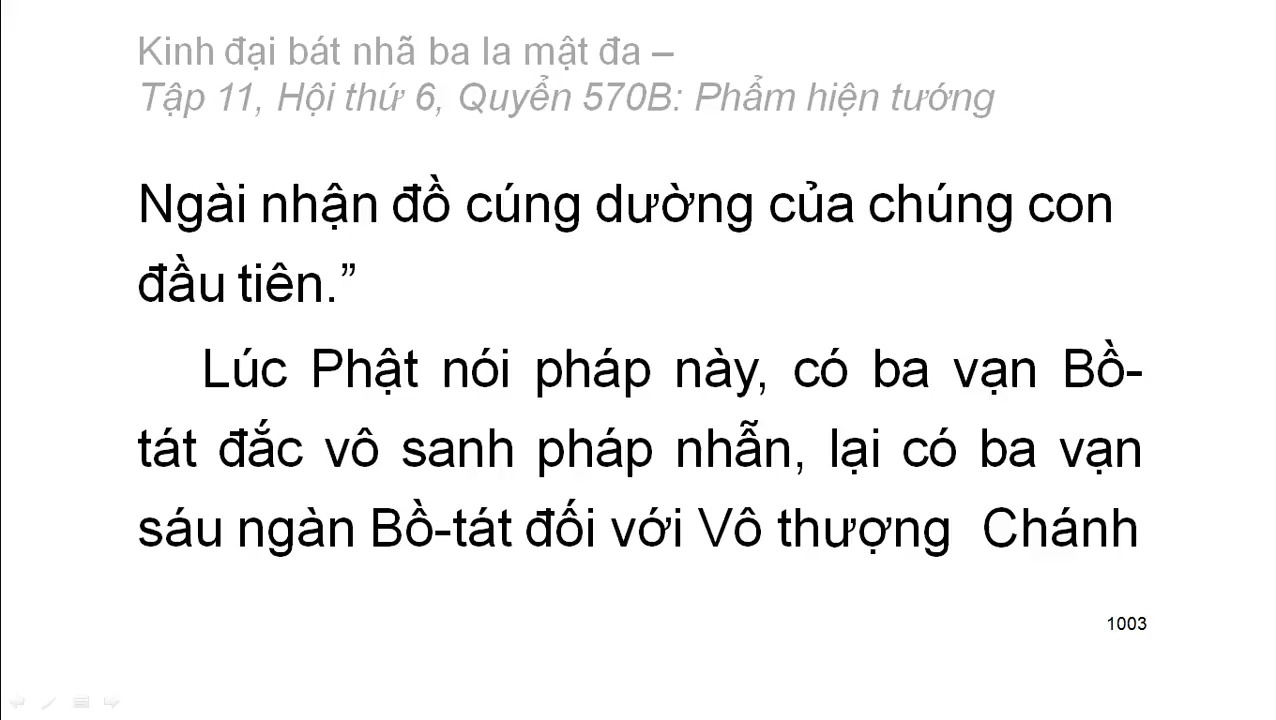 Kinh đại bát nhã ba la mật đa –
Tập 11, Hội thứ 6, Quyển 570B: Phẩm hiện tướng
Ngài nhận đồ cúng dường của chúng con
đầu tiên.”
Lúc Phật nói pháp này, có ba vạn Bồ-
tát đắc vô sanh pháp nhẫn, lại có ba vạn
sáu ngàn Bồ-tát đối với Vô thượng Chánh
1003